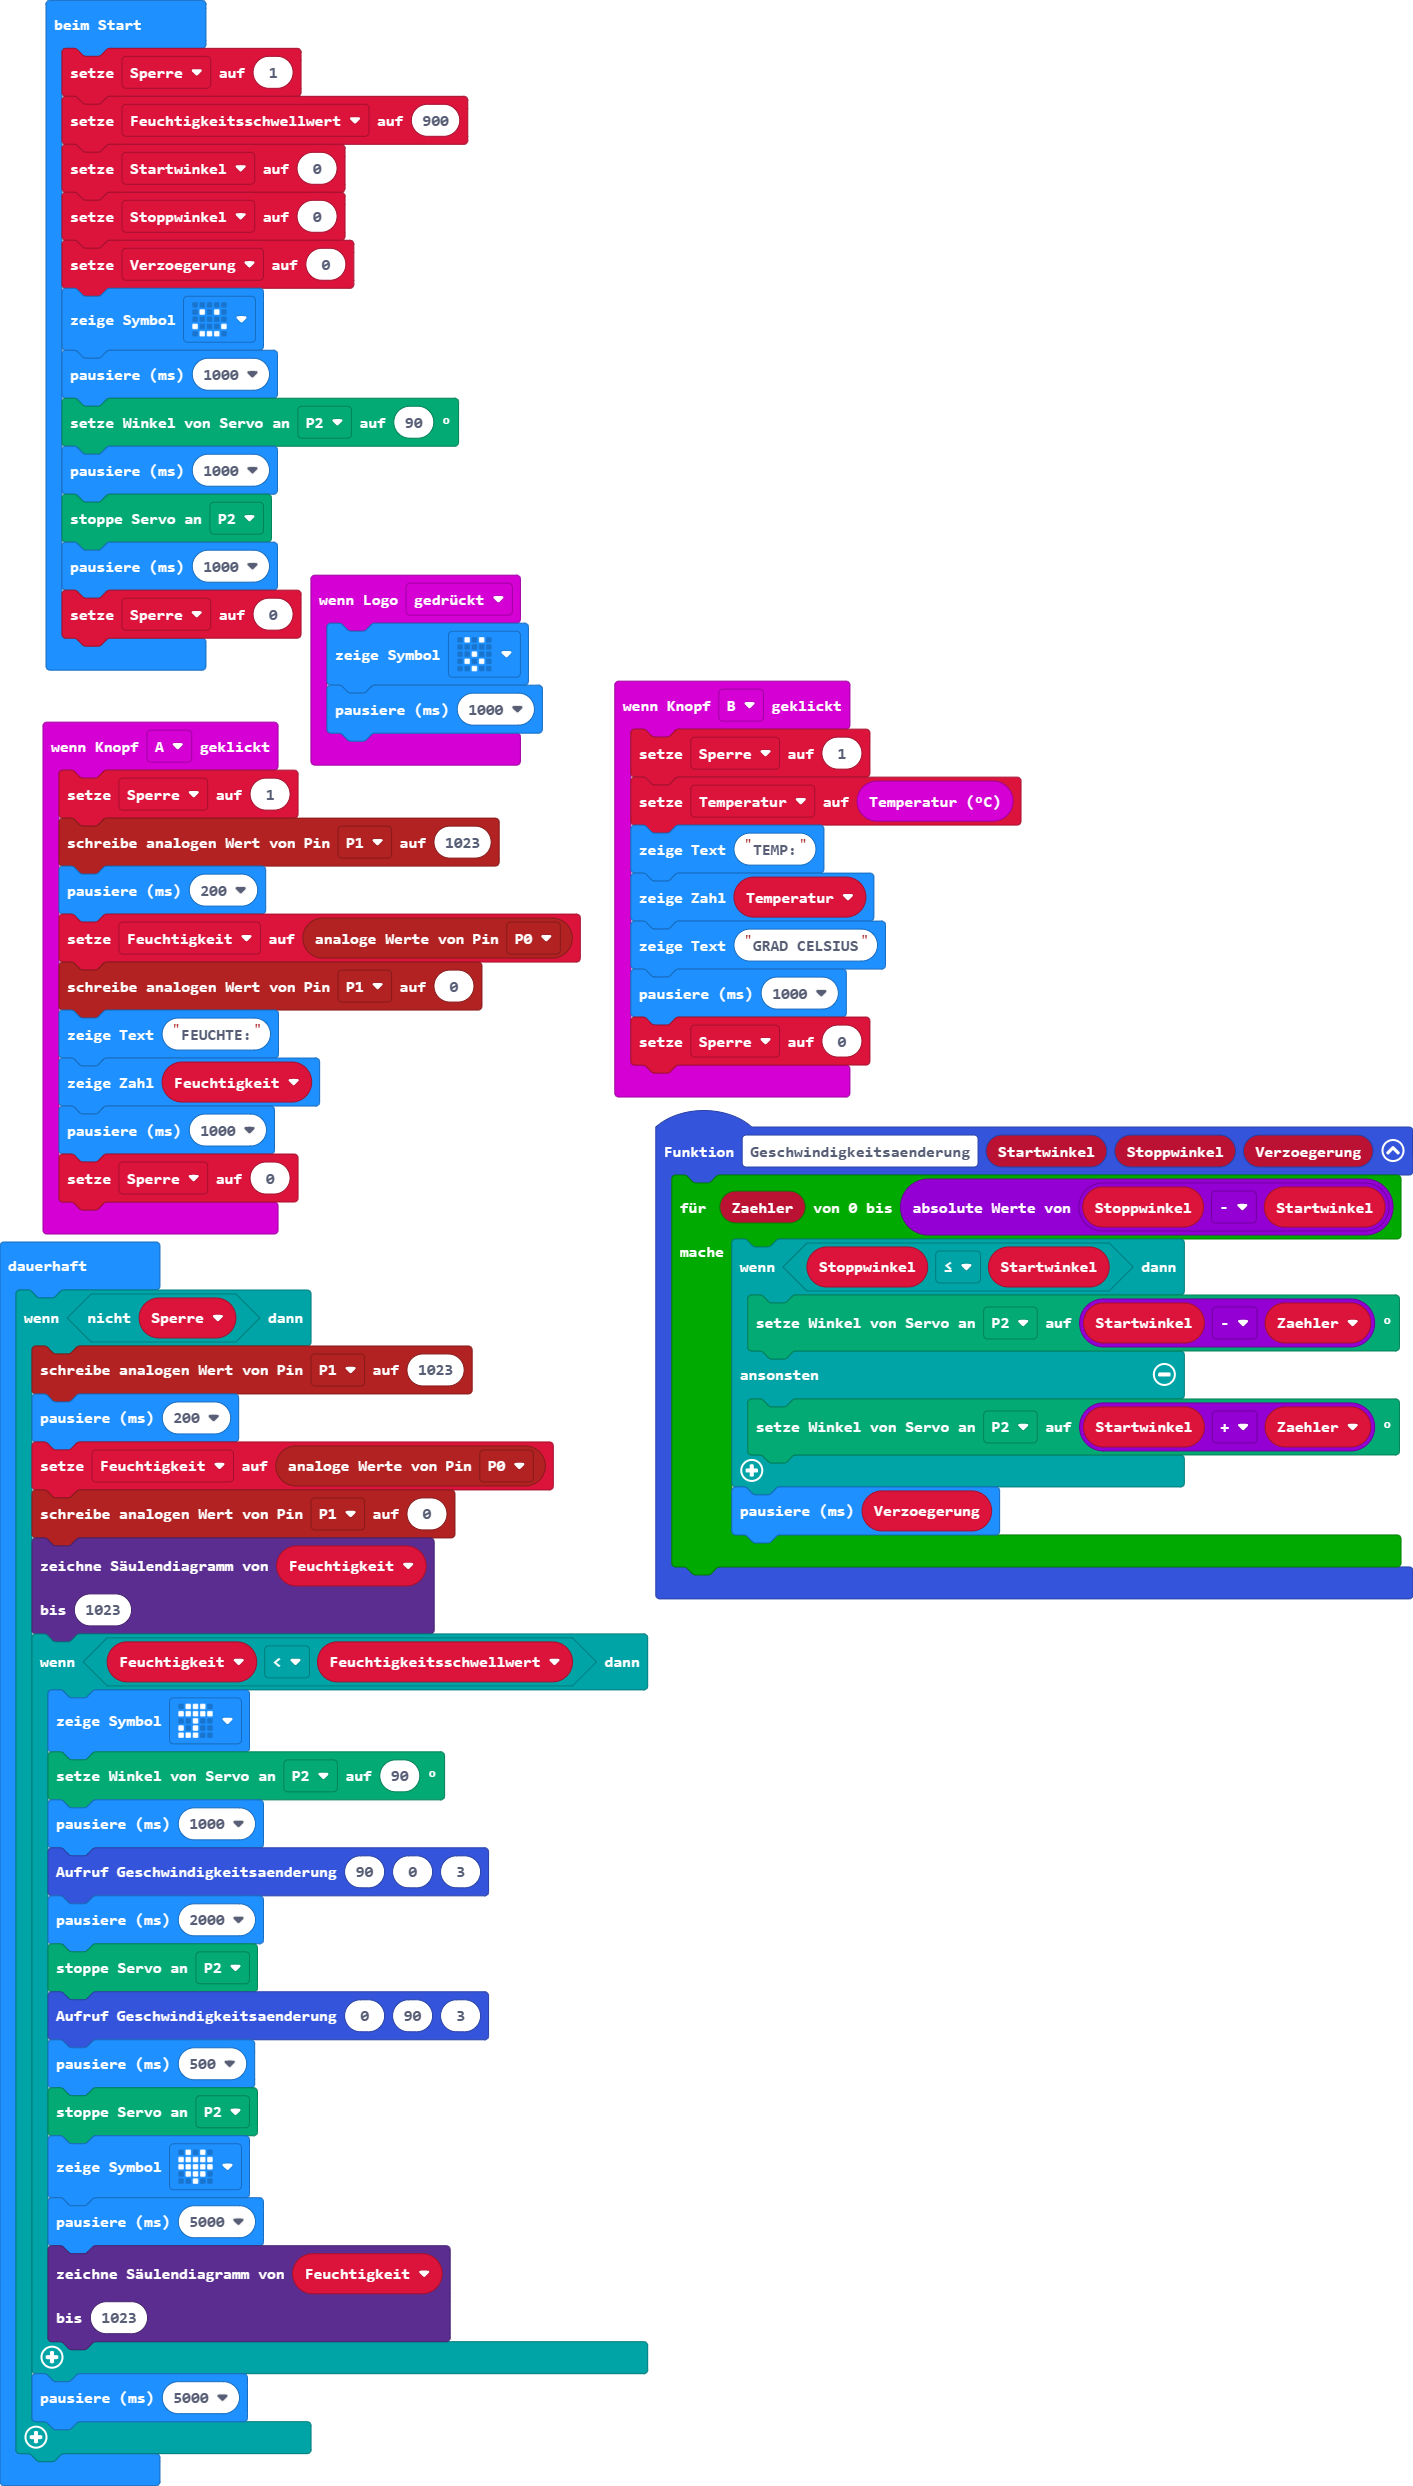 beim Start
setze Sperre auf 1
setze Feuchtigkeitsschwellwert auf 900
setze Startwinkel auf 0
setze Stoppwinkel auf 0
setze Verzoegerung auf 0
zeige Symbol
pausiere (ms) 1000
setze Winkel von Servo an P2 auf 90 °
pausiere (ms) 1000
stoppe Servo an P2
pausiere (ms) 1000
setze Sperre auf 0
wenn Logo gedrückt
zeige Symbol
pausiere (ms) 1000
wenn Knopf A geklickt
setze Sperre auf 1
schreibe analogen Wert von Pin P1 auf 1023
pausiere (ms) 200
setze Feuchtigkeit auf analoge Werte von Pin P0
schreibe analogen Wert von Pin P1 auf 0
zeige Text "FEUCHTE:"
zeige Zahl Feuchtigkeit
pausiere (ms) 1000
setze Sperre auf 0
wenn Knopf B geklickt
setze Sperre auf 1
setze Temperatur auf Temperatur (°C)
zeige Text "TEMP:"
zeige Zahl Temperatur
zeige Text "GRAD CELSIUS"
pausiere (ms) 1000
setze Sperre auf 0
Funktion Geschwindigkeitsaenderung Startwinkel Stoppwinkel Verzoegerung
für Zaehler von 0 bis absolute Werte von Stoppwinkel - Startwinkel
mache
wenn Stoppwinkel ≤ Startwinkel dann
setze Winkel von Servo an P2 auf Startwinkel - Zaehler °
ansonsten
setze Winkel von Servo an P2 auf Startwinkel + Zaehler °
pausiere (ms) Verzoegerung
dauerhaft
wenn nicht Sperre dann
schreibe analogen Wert von Pin P1 auf 1023
pausiere (ms) 200
setze Feuchtigkeit auf analoge Werte von Pin P0
schreibe analogen Wert von Pin P1 auf 0
zeichne Säulendiagramm von Feuchtigkeit
bis 1023
wenn Feuchtigkeit < Feuchtigkeitsschwellwert dann
zeige Symbol
setze Winkel von Servo an P2 auf 90 °
pausiere (ms) 1000
Aufruf Geschwindigkeitsaenderung 90 0 3
pausiere (ms) 2000
stoppe Servo an P2
Aufruf Geschwindigkeitsaenderung 0 90 3
pausiere (ms) 500
stoppe Servo an P2
zeige Symbol
pausiere (ms) 5000
zeichne Säulendiagramm von Feuchtigkeit
bis 1023
pausiere (ms) 5000